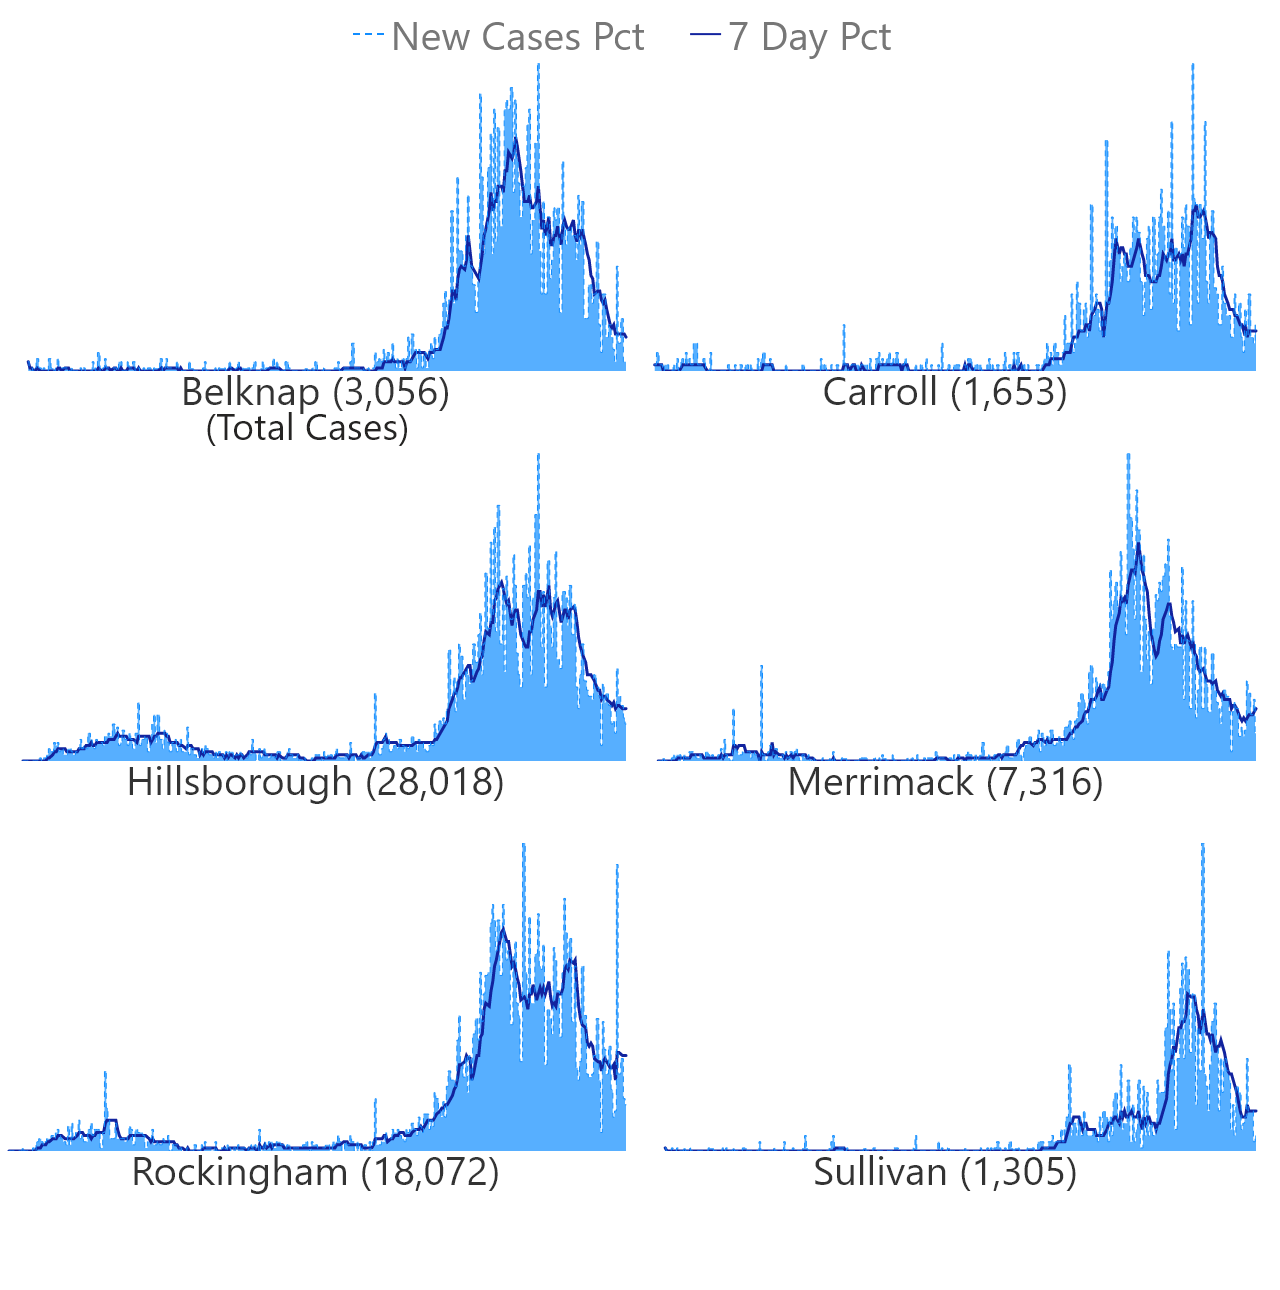 New Cases Pct 7 Day Pct
Belknap (3,056) Carroll (1,653)
(Total Cases)
Hillsborough (28,018) Merrimack (7,316)
Rockingham (18,072) Sullivan (1,305)